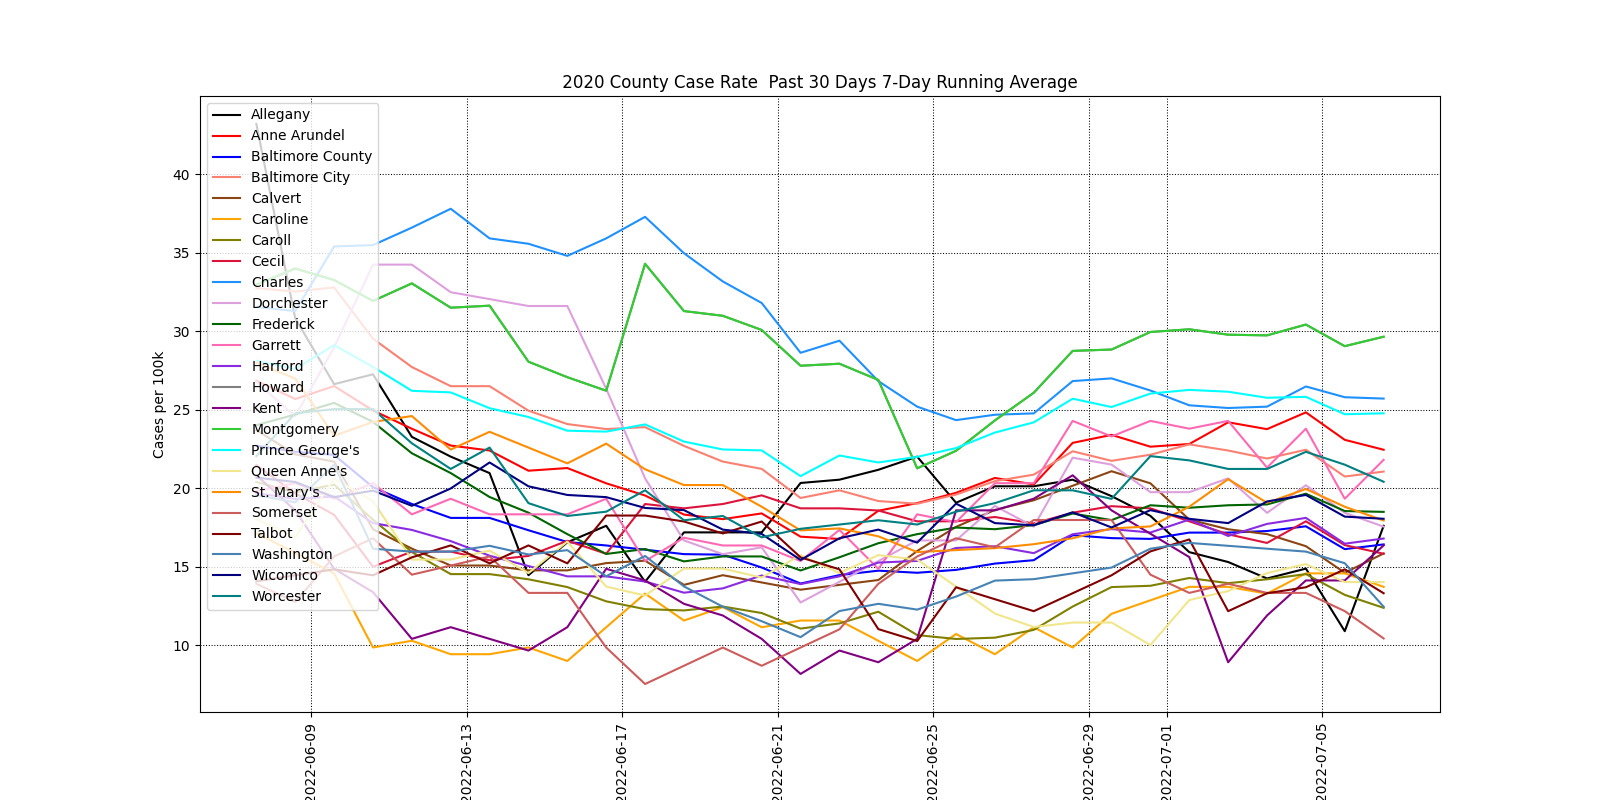 2020 County Case Rate  Past 30 Days 7-Day Running Average
Cases per 100k
40
35
30
25
20
15
10
Allegany
Anne Arundel
Baltimore County
Baltimore City
Calvert
Caroline
Caroll
Cecil
Charles
Dorchester
Frederick
Garrett
Harford
Howard
Kent
Montgomery
Prince George's
Queen Anne's
St. Mary's
Somerset
Talbot
Washington
Wicomico
Worcester
2022-06-09
2022-06-13
2022-06-17
2022-06-21
2022-06-25
2022-06-29
2022-07-01
2022-07-05